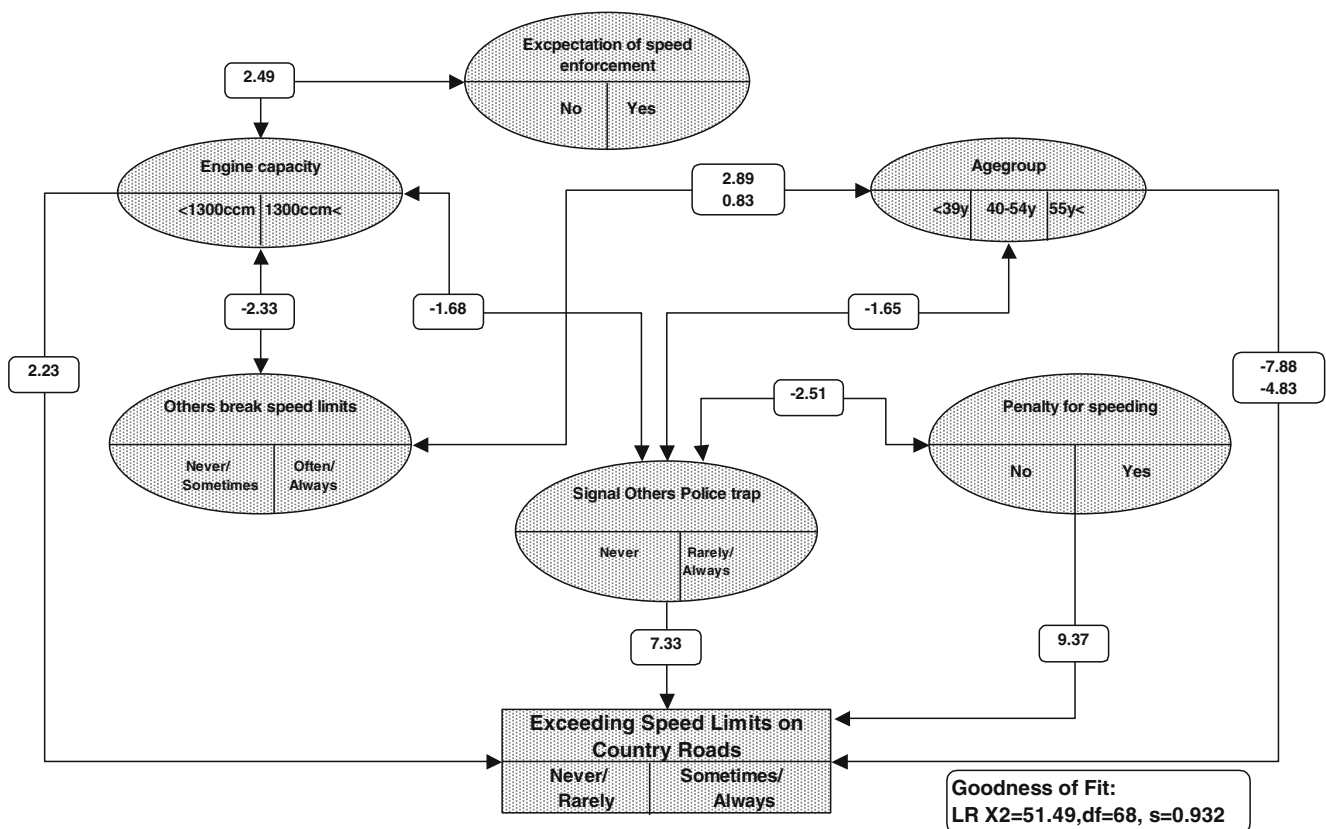 Excpectation of speed
enforcement
No Yes
2.49
Engine capacity
<1300ccm 1300ccm<
2.89
0.83
Agegroup
<39y 40-54y 55y<
-2.33
-1.68
-1.65
2.23
-7.88
-4.83
Others break speed limits
Never/ Often/
Sometimes Always
-2.51
Penalty for speeding
No Yes
Signal Others Police trap
Never Rarely/
Always
7.33
9.37
Exceeding Speed Limits on
Country Roads
Never/ Sometimes/
Rarely Always
Goodness of Fit:
LR X2=51.49,df=68, s=0.932